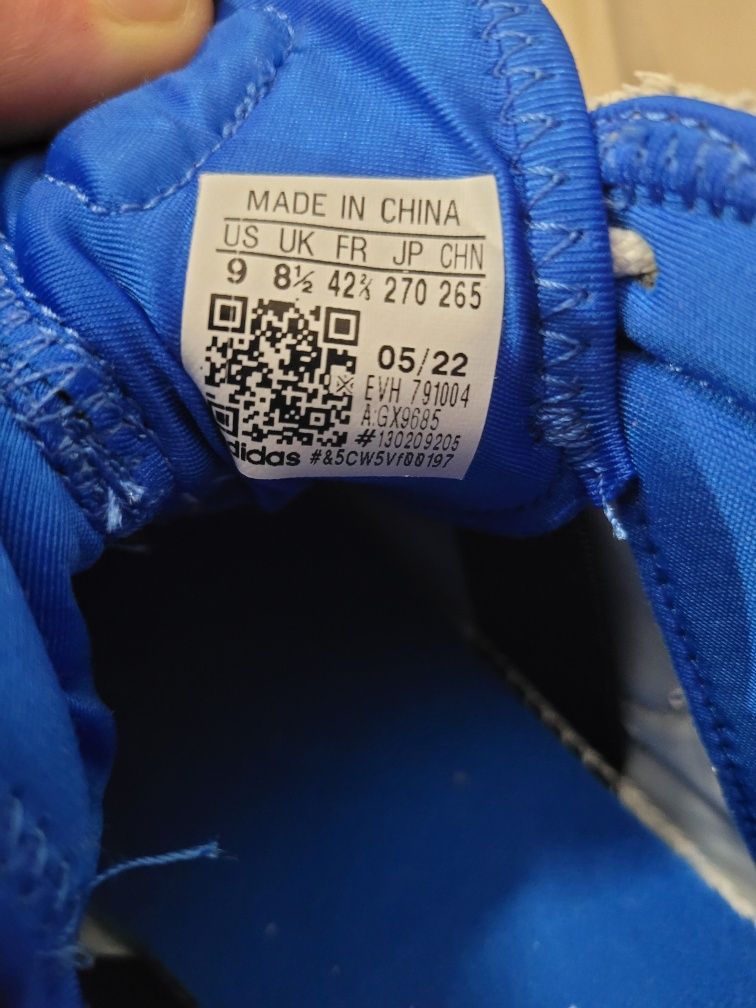 MADE IN CHINA
US UK FR JP CHN
9 8½ 42⅔ 270 265
05/22
EVH 791004
A:GX9685
#130209205
adidas #&5CW5Vf00197